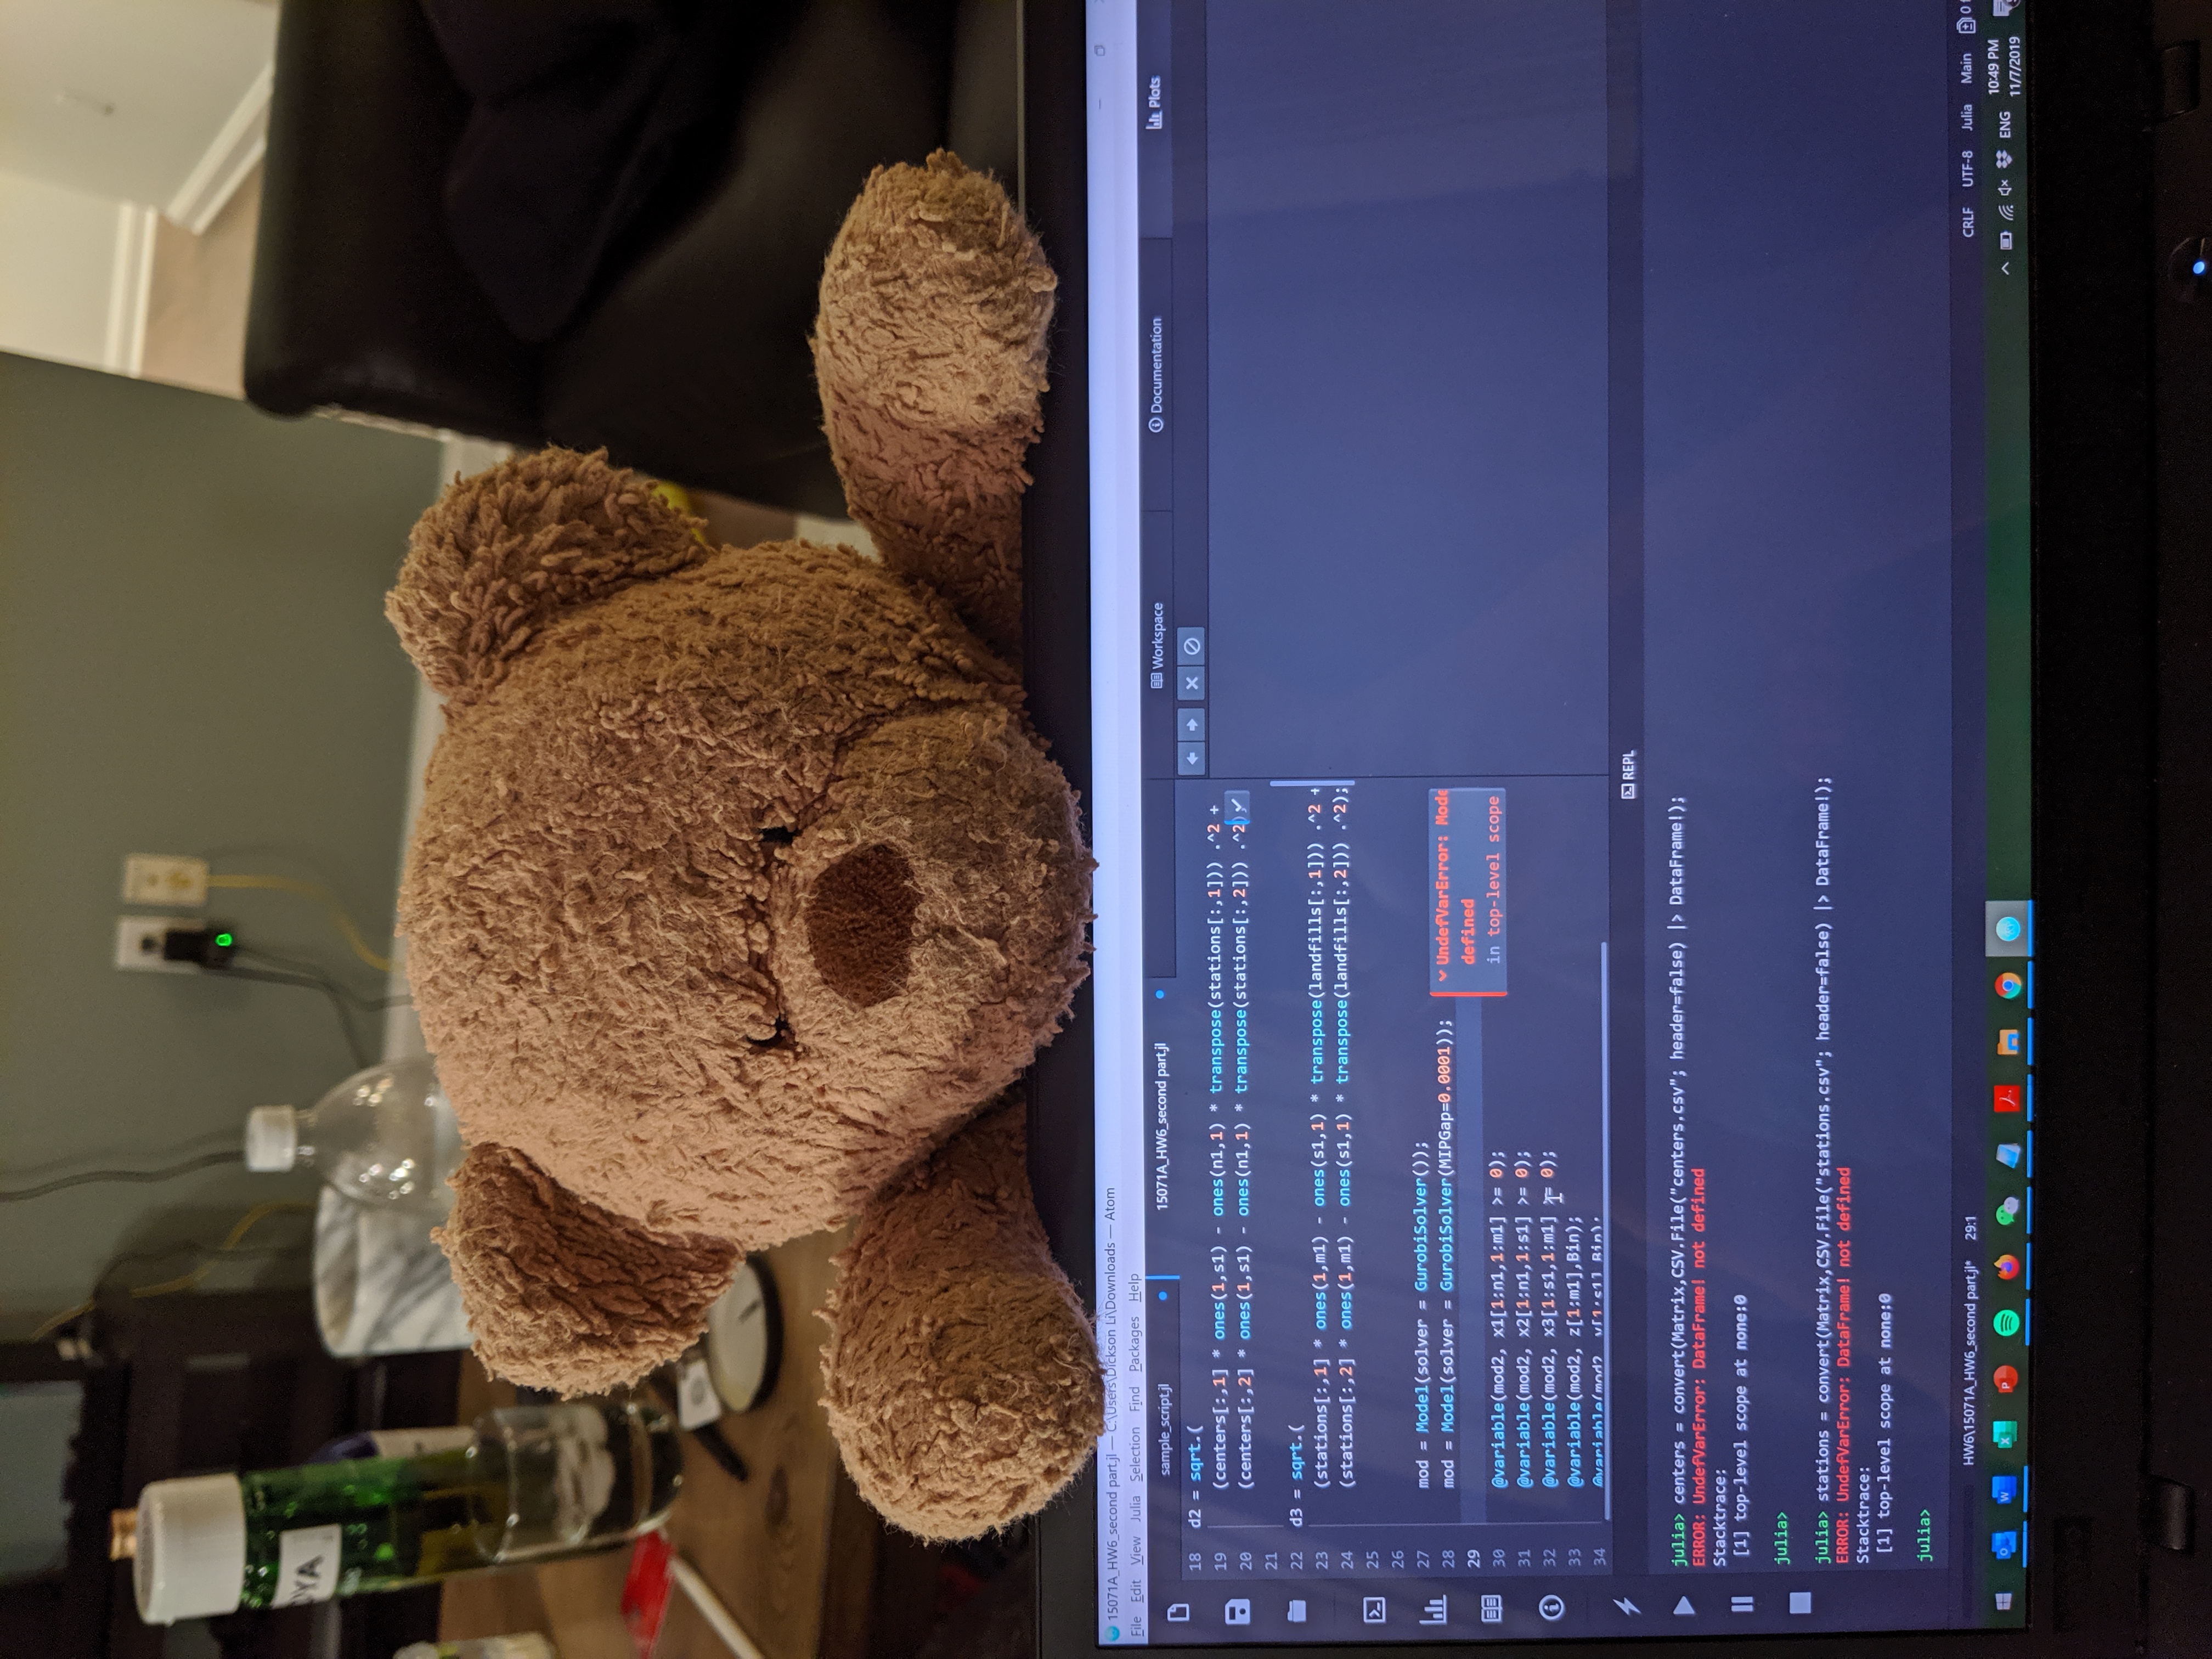 OYA
15071A_HW6_second part.jl — C:\Users\Dickson Li\Downloads — Atom
File Edit View Julia Selection Find Packages Help
sample_script.jl 15071A_HW6_second part.jl Workspace Documentation Plots
18 d2 = sqrt.(
19 (centers[:,1] * ones(1,s1) - ones(n1,1) * transpose(stations[:,1])) .^2 +
20 (centers[:,2] * ones(1,s1) - ones(n1,1) * transpose(stations[:,2])) .^2)
21
22 d3 = sqrt.(
23 (stations[:,1] * ones(1,m1) - ones(s1,1) * transpose(landfills[:,1])) .^2 +
24 (stations[:,2] * ones(1,m1) - ones(s1,1) * transpose(landfills[:,2])) .^2);
25
26
27 mod = Model(solver = GurobiSolver());
28 mod = Model(solver = GurobiSolver(MIPGap=0.0001));
UndefVarError: Mode
defined
in top-level scope
29
30 @variable(mod2, x1[1:n1,1:m1] >= 0);
31 @variable(mod2, x2[1:n1,1:s1] >= 0);
32 @variable(mod2, x3[1:s1,1:m1] >= 0);
33 @variable(mod2, z[1:m1],Bin);
34 @variable(mod2, y[1:s1],Bin);
REPL
julia> centers = convert(Matrix,CSV.File("centers.csv"; header=false) |> DataFrame!);
ERROR: UndefVarError: DataFrame! not defined
Stacktrace:
[1] top-level scope at none:0
julia>
julia> stations = convert(Matrix,CSV.File("stations.csv"; header=false) |> DataFrame!);
ERROR: UndefVarError: DataFrame! not defined
Stacktrace:
[1] top-level scope at none:0
julia>
HW6\15071A_HW6_second part.jl* 29:1 CRLF UTF-8 Julia Main 0
ENG 10:49 PM
11/7/2019